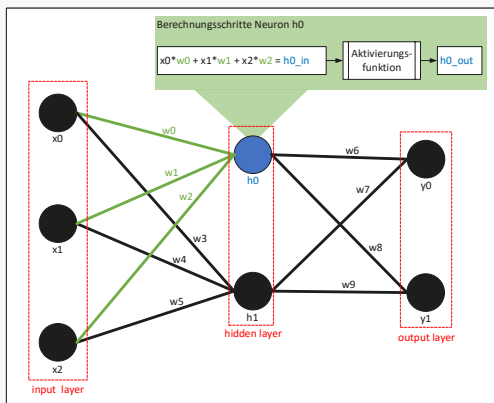 Berechnungsschritte Neuron h0
x0*w0 + x1*w1 + x2*w2 = h0_in
Aktivierungs-
funktion
h0_out
x0
w0
w6
w1
h0
y0
w2
w7
x1
w3
w4
w8
w5
w9
h1
y1
x2
hidden layer
output layer
input layer